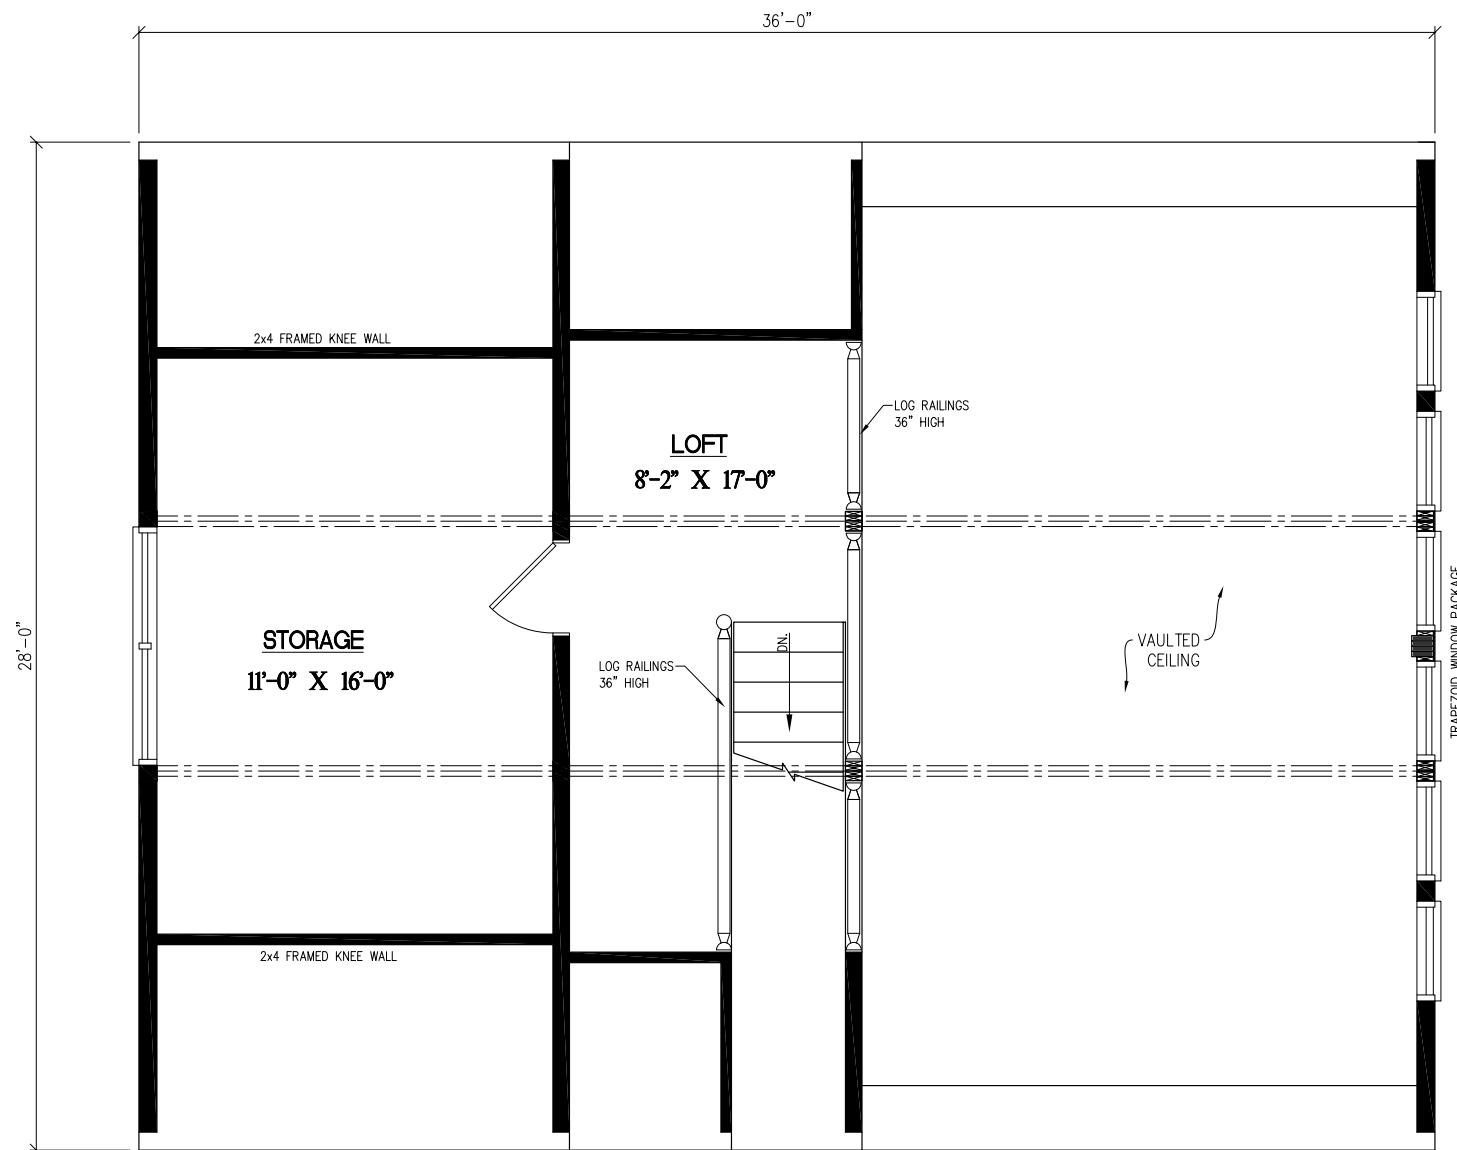 36'-0"
2x4 FRAMED KNEE WALL
LOG RAILINGS
36" HIGH
LOFT
8'-2" X 17'-0"
28'-0"
STORAGE
11'-0" X 16'-0"
LOG RAILINGS
36" HIGH
DN.
VAULTED
CEILING
TRAPEZOID WINDOW PACKAGE
2x4 FRAMED KNEE WALL